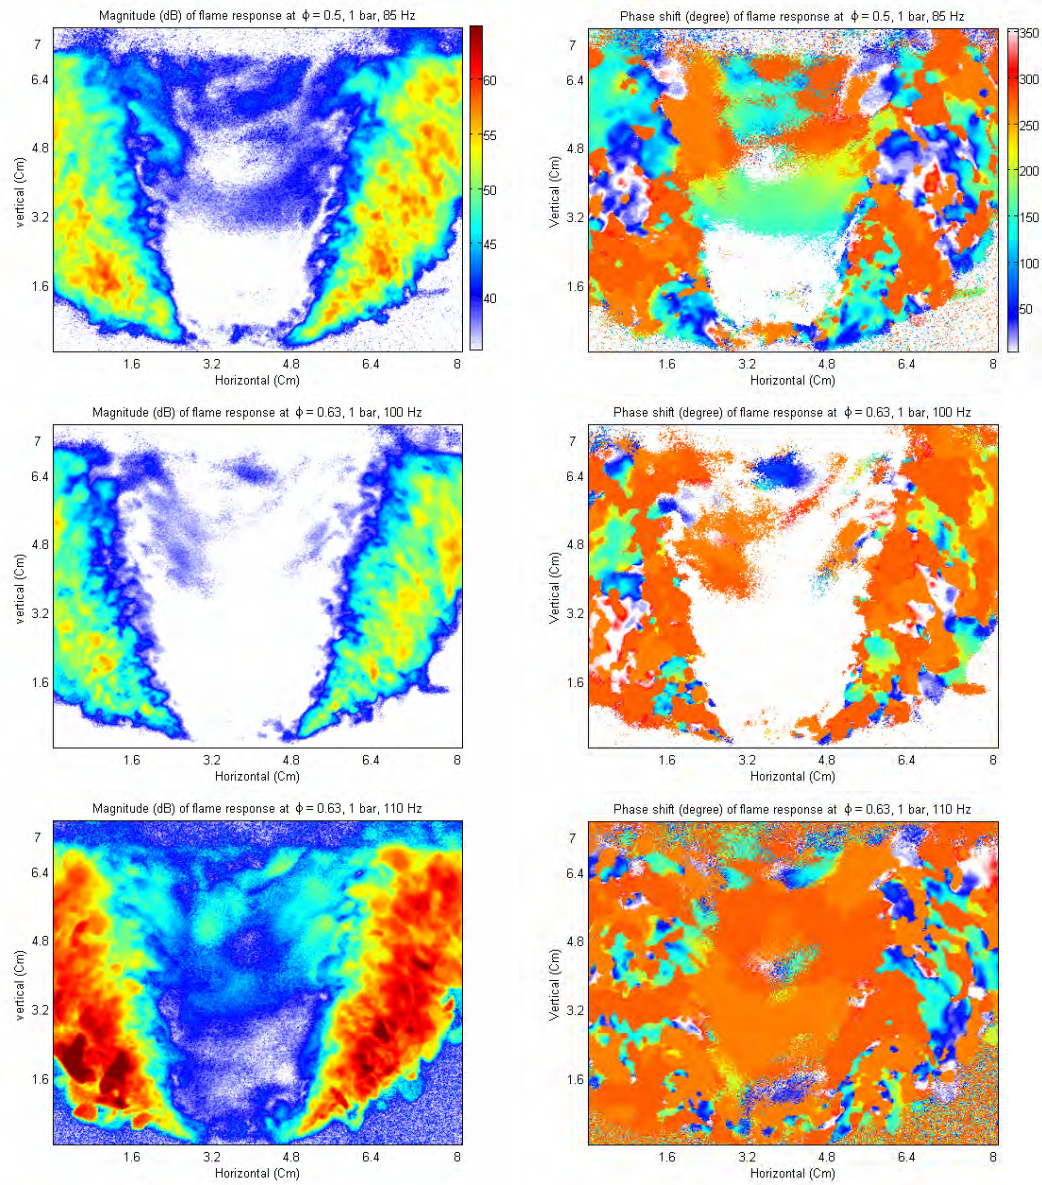 Magnitude (dB) of flame response at ϕ = 0.5, 1 bar, 85 Hz
7
6.4
4.8
3.2
1.6
vertical (Cm)
1.6 3.2 4.8 6.4 8
Horizontal (Cm)
60
55
50
45
40
Phase shift (degree) of flame response at ϕ = 0.5, 1 bar, 85 Hz
7
6.4
4.8
3.2
1.6
Vertical (Cm)
1.6 3.2 4.8 6.4 8
Horizontal (Cm)
350
300
250
200
150
100
50
Magnitude (dB) of flame response at ϕ = 0.63, 1 bar, 100 Hz
7
6.4
4.8
3.2
1.6
vertical (Cm)
1.6 3.2 4.8 6.4 8
Horizontal (Cm)
Phase shift (degree) of flame response at ϕ = 0.63, 1 bar, 100 Hz
7
6.4
4.8
3.2
1.6
Vertical (Cm)
1.6 3.2 4.8 6.4 8
Horizontal (Cm)
Magnitude (dB) of flame response at ϕ = 0.63, 1 bar, 110 Hz
7
6.4
4.8
3.2
1.6
vertical (Cm)
1.6 3.2 4.8 6.4 8
Horizontal (Cm)
Phase shift (degree) of flame response at ϕ = 0.63, 1 bar, 110 Hz
7
6.4
4.8
3.2
1.6
Vertical (Cm)
1.6 3.2 4.8 6.4 8
Horizontal (Cm)